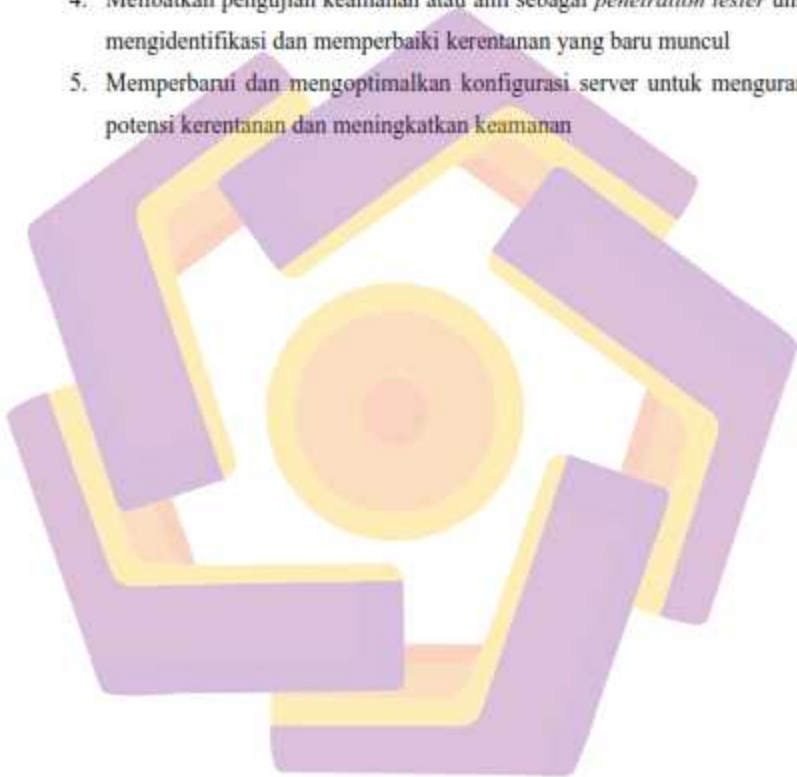 4. Melibatkan pengujian keamanan atau ahli sebagai penetration tester un
mengidentifikasi dan memperbaiki kerentanan yang baru muncul
5. Memperbarui dan mengoptimalkan konfigurasi server untuk menguran
potensi kerentanan dan meningkatkan keamanan